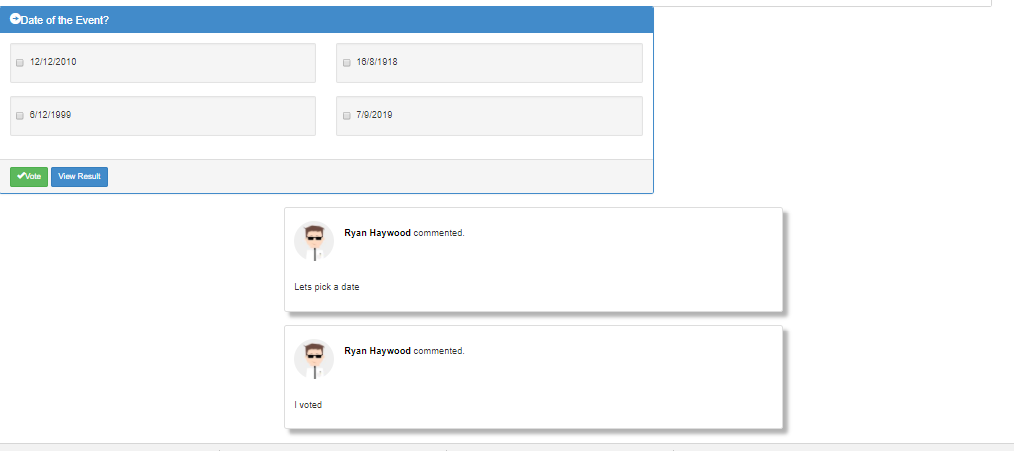 Date of the Event?
12/12/2010
16/8/1918
6/12/1999
7/9/2019
Vote
View Result
Ryan Haywood commented.
Lets pick a date
Ryan Haywood commented.
I voted